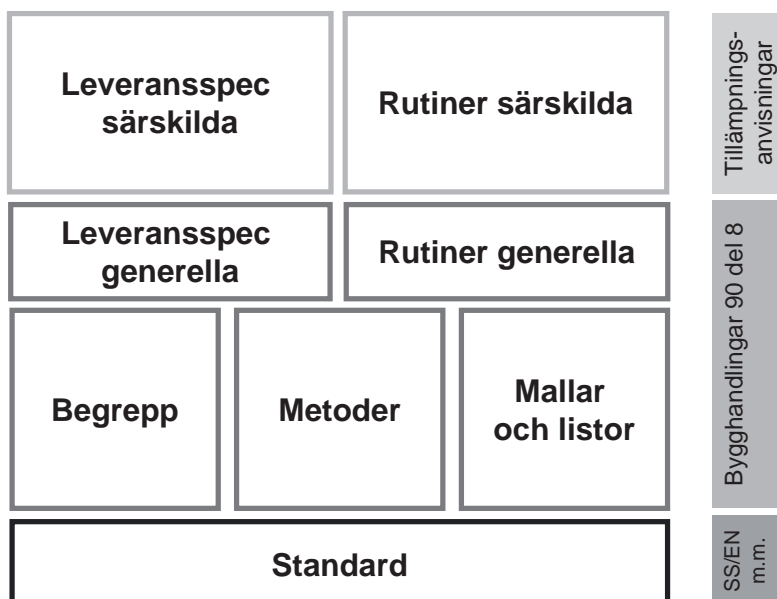 Leveransspec
särskilda
Rutiner särskilda
Tillämpnings-
anvisningar
Leveransspec
generella
Rutiner generella
Bygghandlingar 90 del 8
Begrepp
Metoder
Mallar
och listor
Standard
SS/EN
m.m.